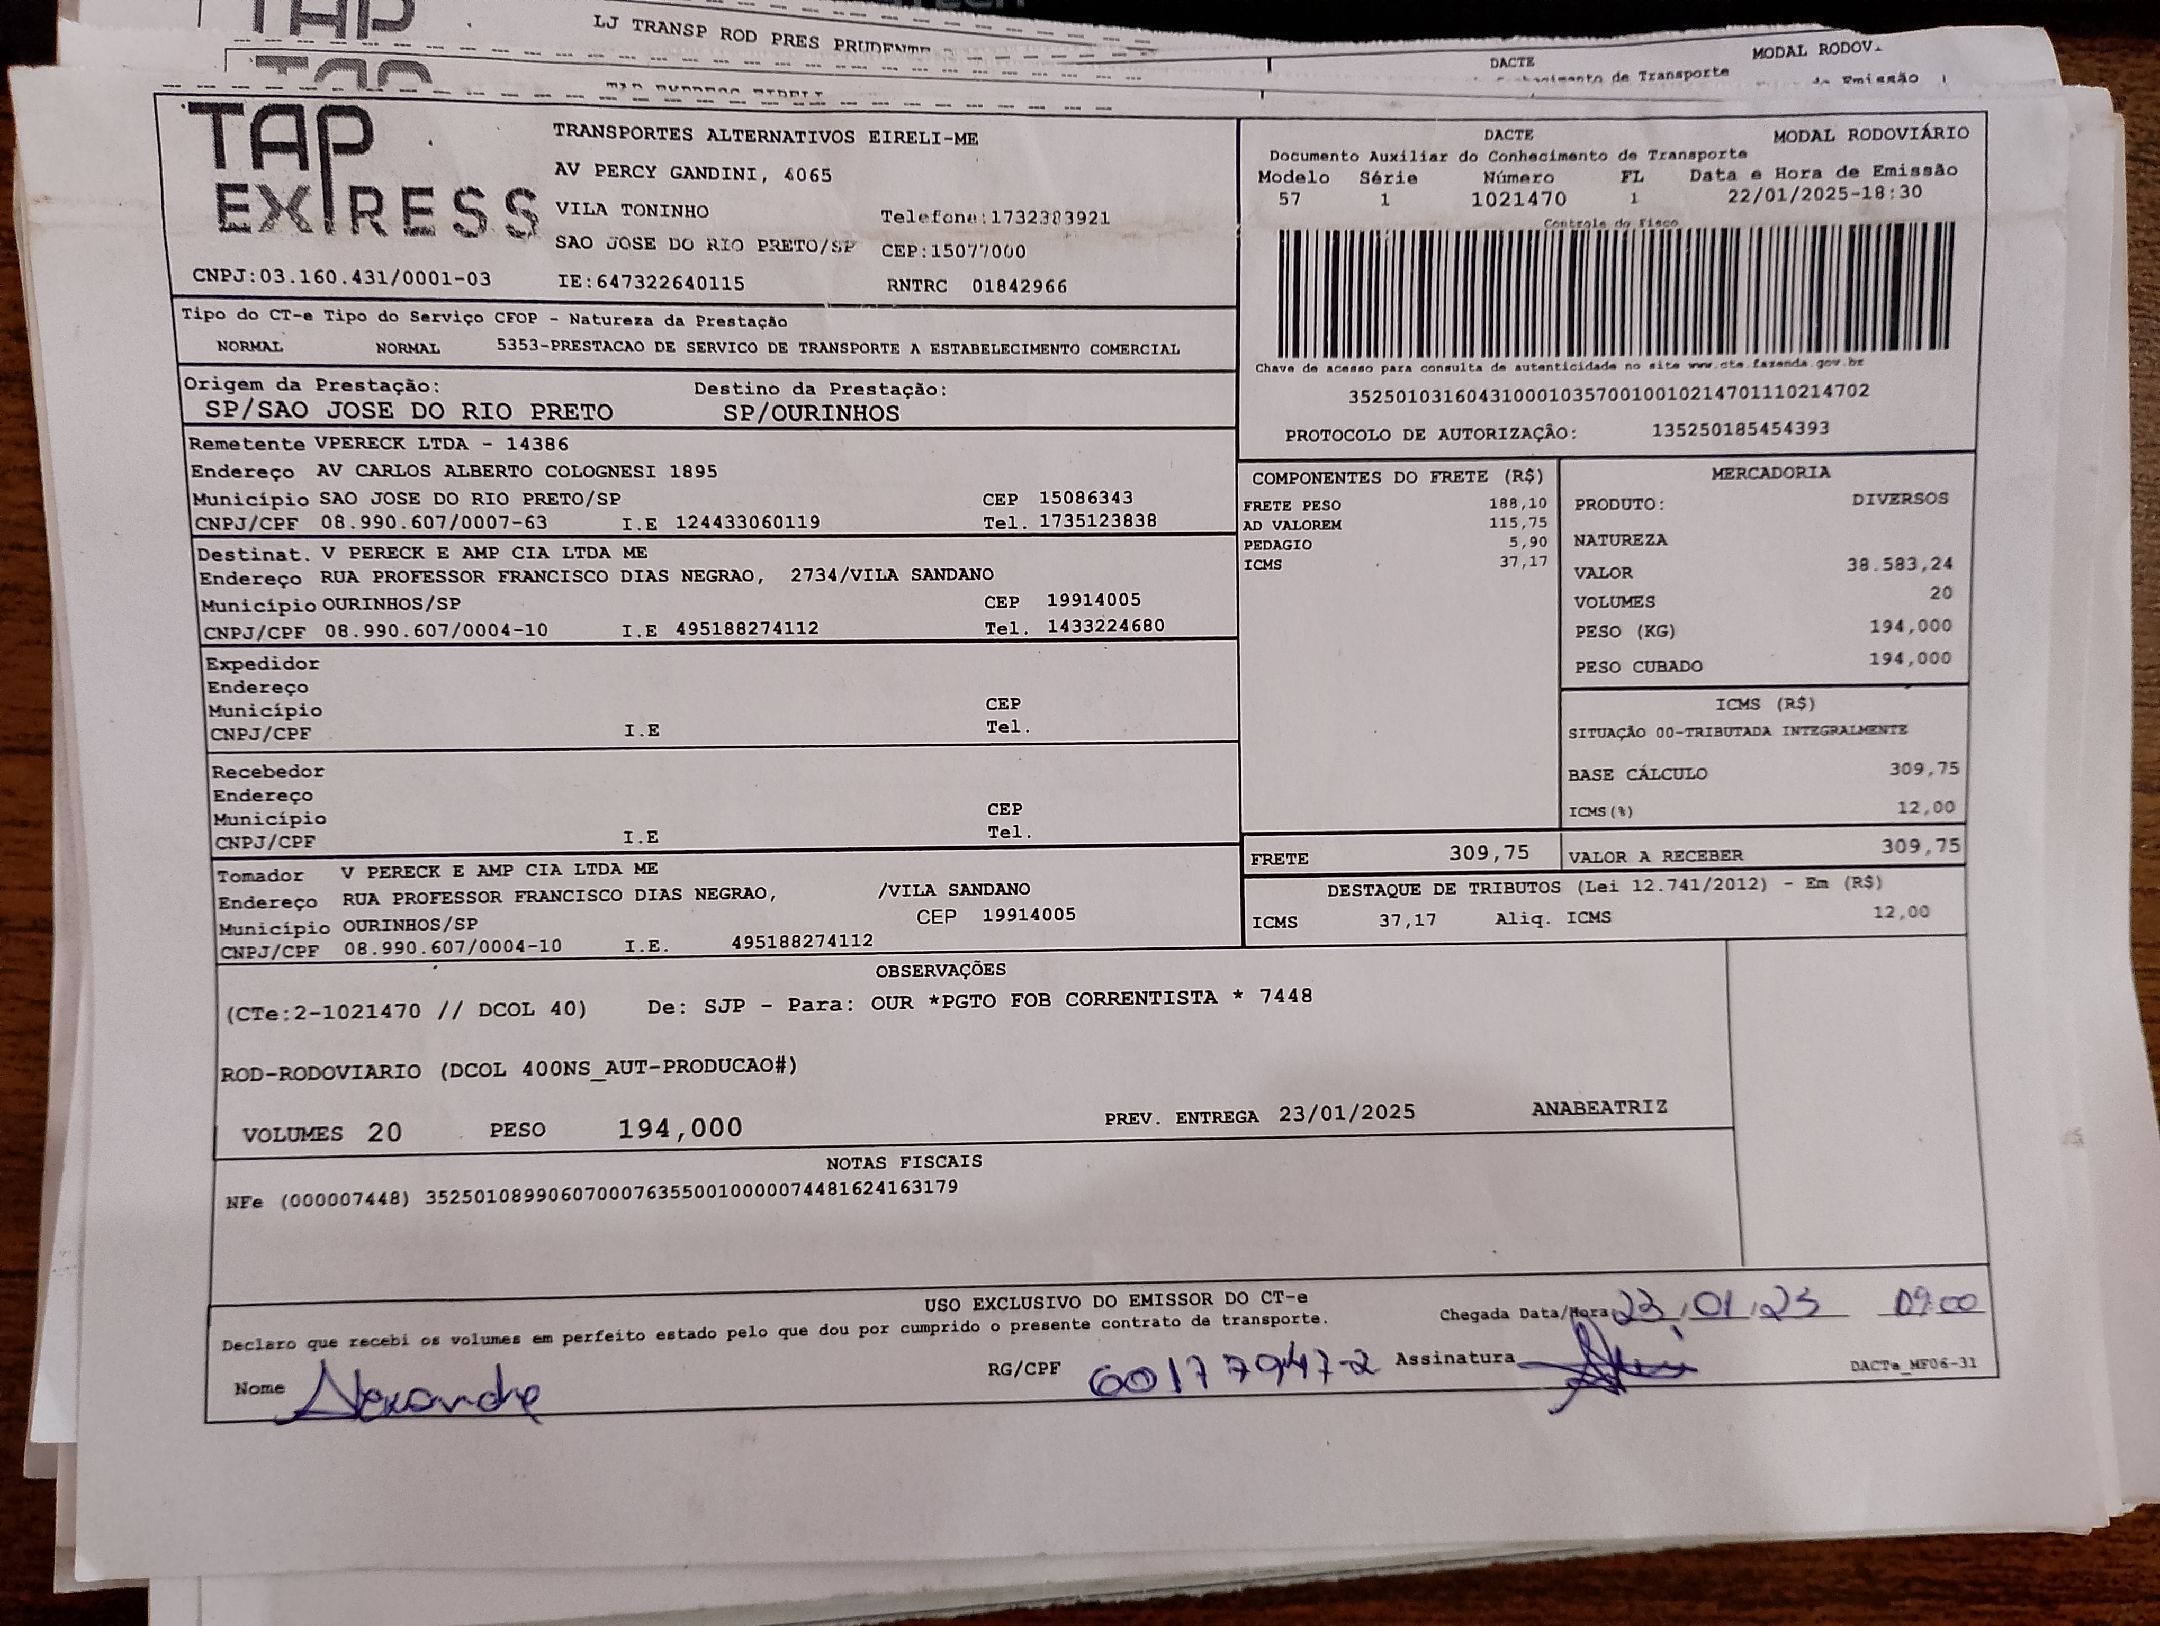 LJ TRANSP ROD PRES PRUDENTE
DACTE
MODAL RODOV.
de Transporte
Emissão
TAP EXPRESS
TRANSPORTES ALTERNATIVOS EIRELI-ME
AV PERCY GANDINI, 4065
VILA TONINHO
Telefone:1732383921
SAO JOSE DO RIO PRETO/SP CEP:15077000
CNPJ:03.160.431/0001-03 IE:647322640115 RNTRC 01842966
DACTE MODAL RODOVIÁRIO
Documento Auxiliar do Conhecimento de Transporte
Modelo Série Número FL Data e Hora de Emissão
57 1 1021470 1 22/01/2025-18:30
Controle do Fisco
Chave de acesso para consulta de autenticidade no site www.cte.fazenda.gov.br
35250103160431000103570010010214701110214702
PROTOCOLO DE AUTORIZAÇÃO: 135250185454393
Tipo do CT-e Tipo do Serviço CFOP - Natureza da Prestação
NORMAL NORMAL 5353-PRESTACAO DE SERVICO DE TRANSPORTE A ESTABELECIMENTO COMERCIAL
Origem da Prestação: Destino da Prestação:
SP/SAO JOSE DO RIO PRETO SP/OURINHOS
Remetente VPERECK LTDA - 14386
Endereço AV CARLOS ALBERTO COLOGNESI 1895
Município SAO JOSE DO RIO PRETO/SP CEP 15086343
CNPJ/CPF 08.990.607/0007-63 I.E 124433060119 Tel. 1735123838
Destinat. V PERECK E AMP CIA LTDA ME
Endereço RUA PROFESSOR FRANCISCO DIAS NEGRAO, 2734/VILA SANDANO
Município OURINHOS/SP CEP 19914005
CNPJ/CPF 08.990.607/0004-10 I.E 495188274112 Tel. 1433224680
Expedidor
Endereço
Município CEP
CNPJ/CPF I.E Tel.
Recebedor
Endereço
Município CEP
CNPJ/CPF I.E Tel.
Tomador V PERECK E AMP CIA LTDA ME
Endereço RUA PROFESSOR FRANCISCO DIAS NEGRAO, /VILA SANDANO
Município OURINHOS/SP CEP 19914005
CNPJ/CPF 08.990.607/0004-10 I.E. 495188274112
COMPONENTES DO FRETE (R$)
FRETE PESO 188,10
AD VALOREM 115,75
PEDAGIO 5,90
ICMS 37,17
MERCADORIA
PRODUTO: DIVERSOS
NATUREZA
VALOR 38.583,24
VOLUMES 20
PESO (KG) 194,000
PESO CUBADO 194,000
ICMS (R$)
SITUAÇÃO 00-TRIBUTADA INTEGRALMENTE
BASE CÁLCULO 309,75
ICMS(%) 12,00
FRETE 309,75 VALOR A RECEBER 309,75
DESTAQUE DE TRIBUTOS (Lei 12.741/2012) - Em (R$)
ICMS 37,17 Aliq. ICMS 12,00
OBSERVAÇÕES
(CTe:2-1021470 // DCOL 40) De: SJP - Para: OUR *PGTO FOB CORRENTISTA * 7448
ROD-RODOVIARIO (DCOL 400NS_AUT-PRODUCAO#)
VOLUMES 20 PESO 194,000 PREV. ENTREGA 23/01/2025 ANABEATRIZ
NOTAS FISCAIS
NFe (000007448) 35250108990607000763550010000074481624163179
USO EXCLUSIVO DO EMISSOR DO CT-e
Declaro que recebi os volumes em perfeito estado pelo que dou por cumprido o presente contrato de transporte.
Chegada Data/Hora: 23/01/25 09:00
Nome Alexandre RG/CPF 60177947-2 Assinatura
DACTe_MF06-31